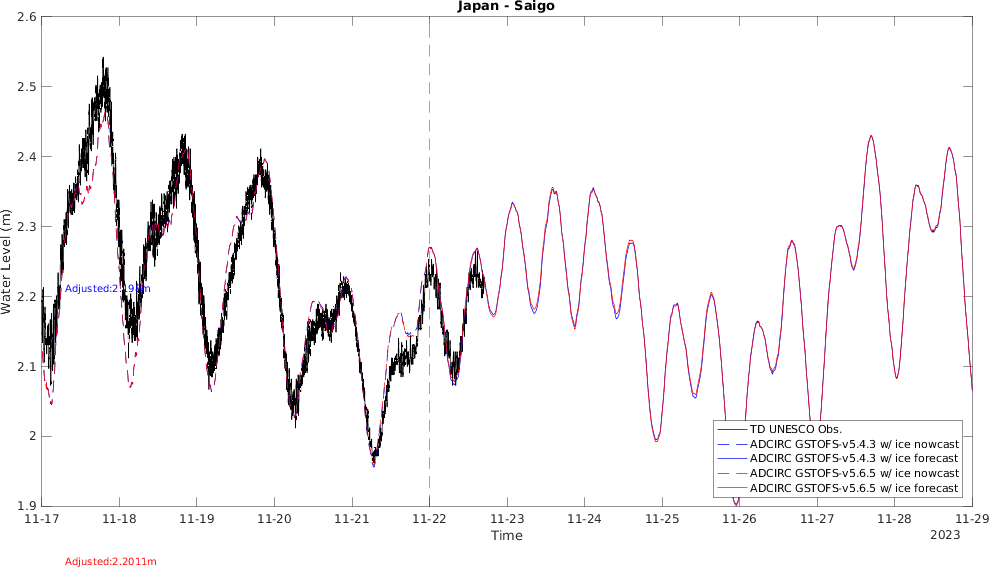 Japan - Saigo
Water Level (m)
2.6
2.5
2.4
2.3
2.2
2.1
2
1.9
TD UNESCO Obs.
ADCIRC GSTOFS-v5.4.3 w/ ice nowcast
ADCIRC GSTOFS-v5.4.3 w/ ice forecast
ADCIRC GSTOFS-v5.6.5 w/ ice nowcast
ADCIRC GSTOFS-v5.6.5 w/ ice forecast
11-17 11-18 11-19 11-20 11-21 11-22 11-23 11-24 11-25 11-26 11-27 11-28 11-29
Time
2023
Adjusted:2.2011m